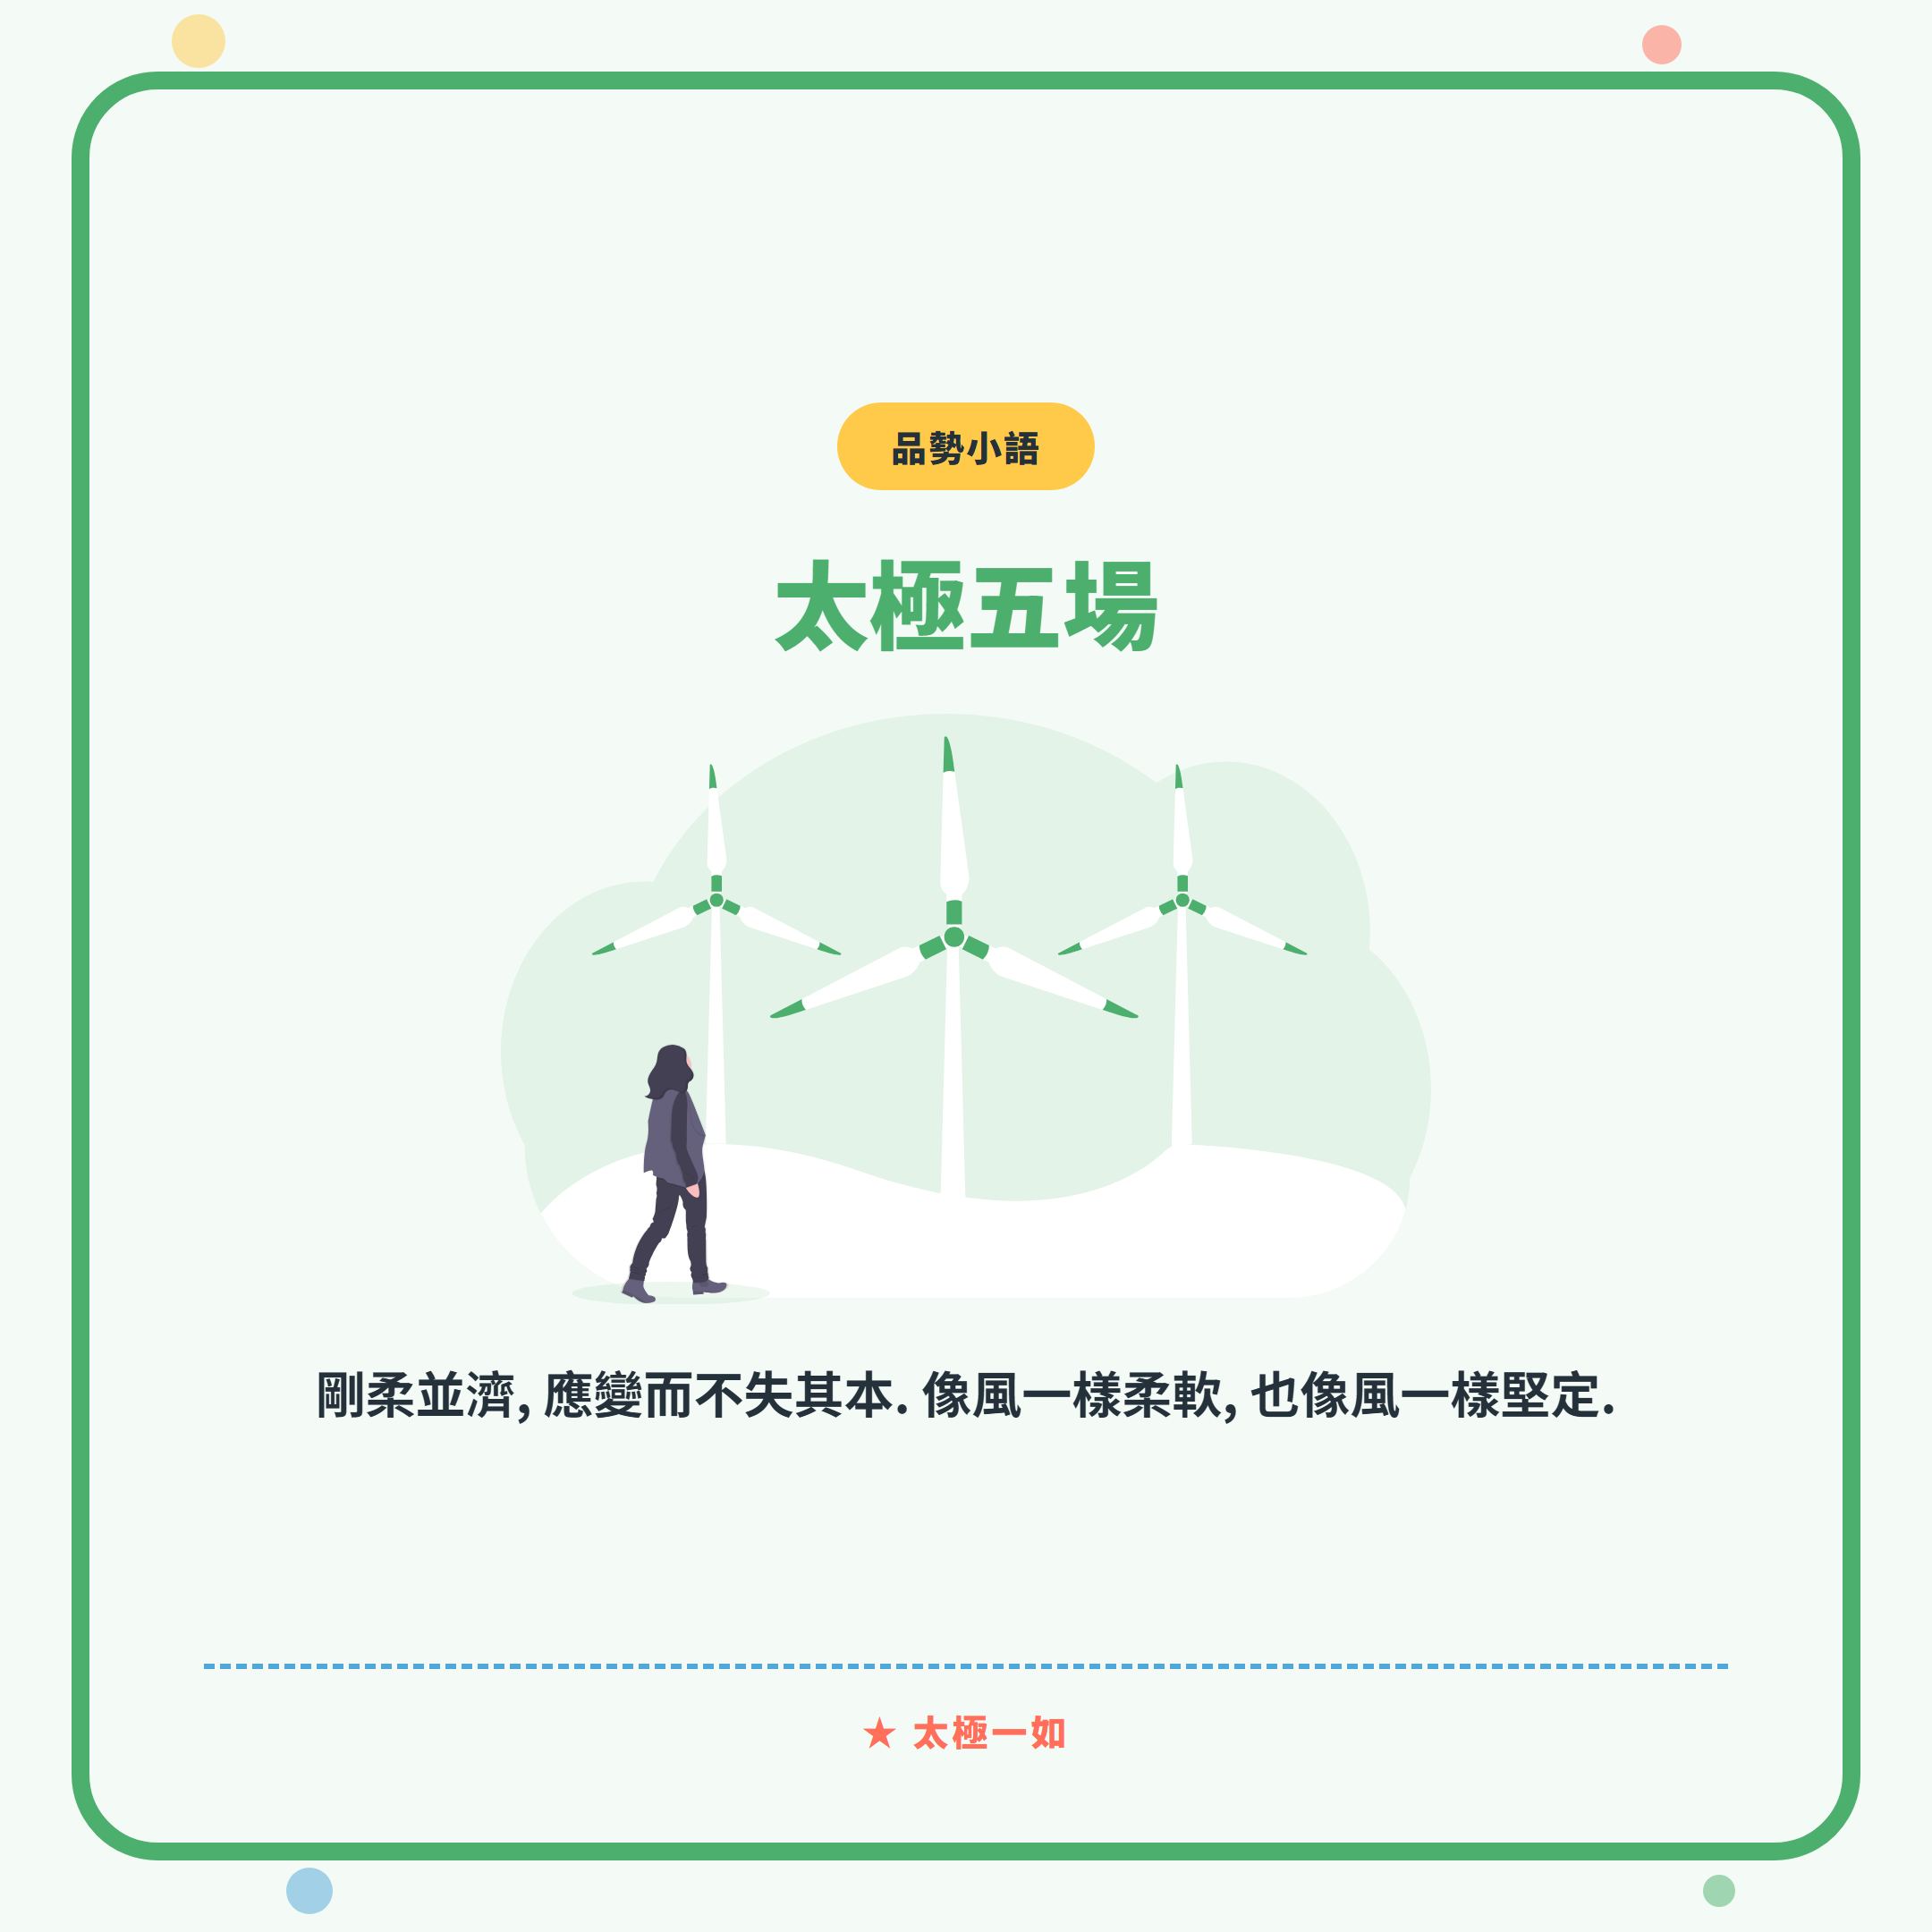 品勢小語
太極五場
剛柔並濟, 應變而不失其本. 像風一樣柔軟, 也像風一樣堅定.
★ 太極一如